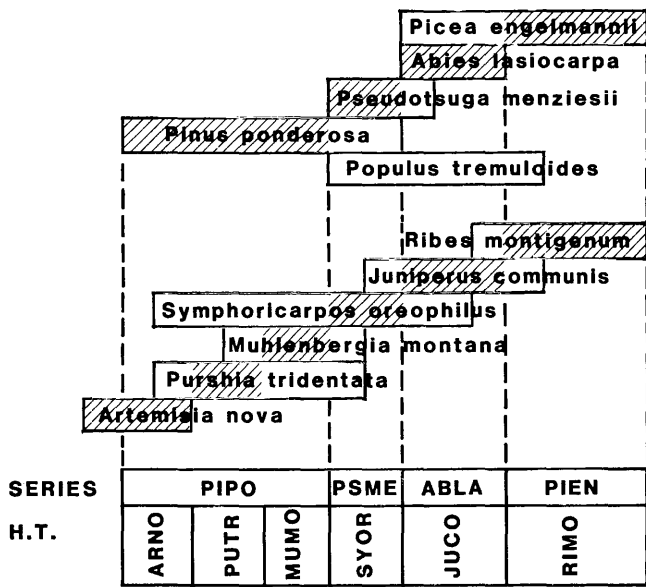 Picea engelmannii
Abies lasiocarpa
Pseudotsuga menziesii
Pinus ponderosa
Populus tremuloides
Ribes montigenum
Juniperus communis
Symphoricarpos oreophilus
Muhlenbergia montana
Purshia tridentata
Artemisia nova
SERIES PIPO PSME ABLA PIEN
H.T. ARNO PUTR MUMO SYOR JUCO RIMO